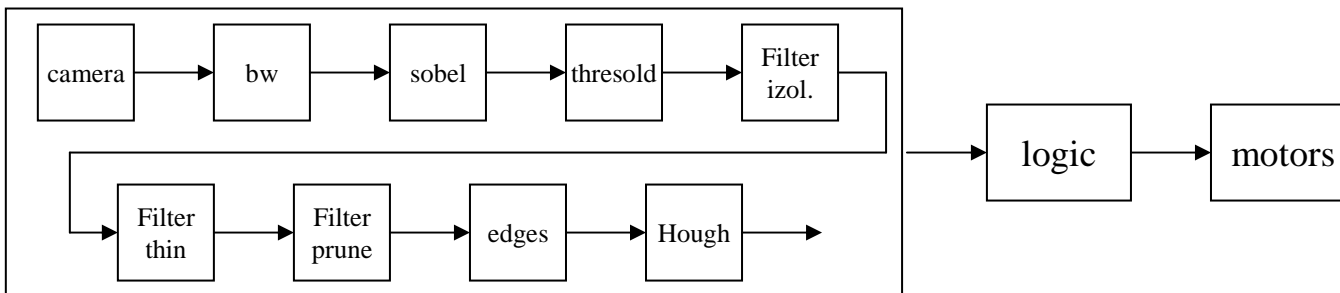 camera
bw
sobel
thresold
Filter
izol.
Filter
thin
Filter
prune
edges
Hough
logic
motors